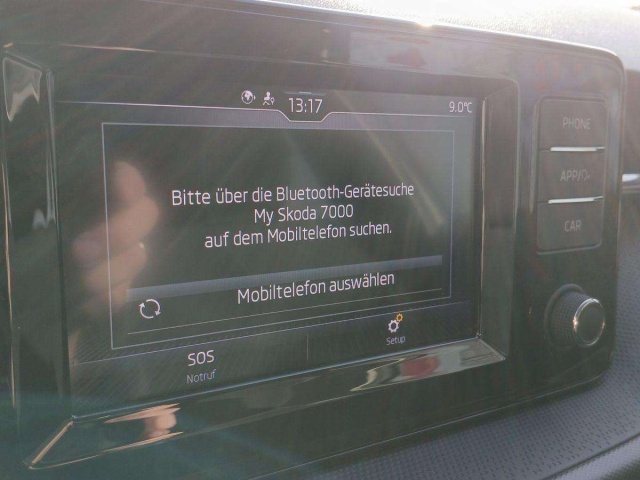 13:17
9.0°C
PHONE
Bitte über die Bluetooth-Gerätesuche
My Skoda 7000
auf dem Mobiltelefon suchen.
APP/
CAR
Mobiltelefon auswählen
SOS
Notruf
Setup